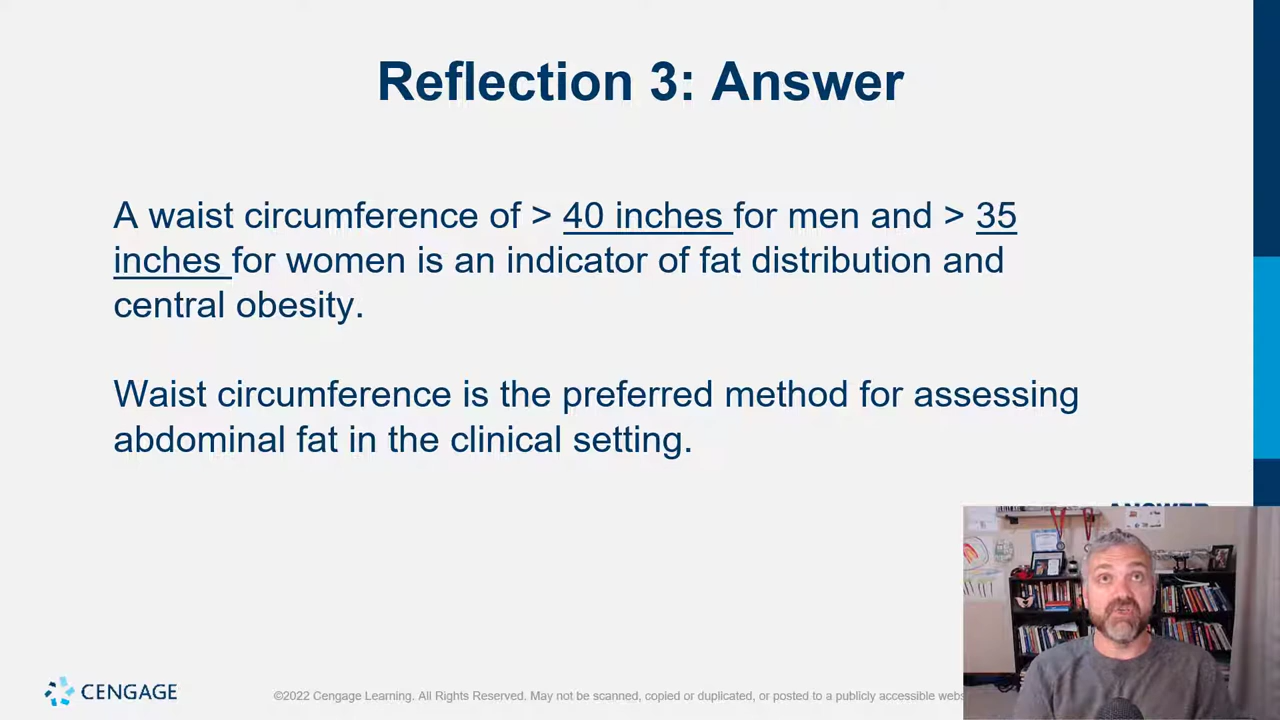 Reflection 3: Answer
A waist circumference of > 40 inches for men and > 35
inches for women is an indicator of fat distribution and
central obesity.
Waist circumference is the preferred method for assessing
abdominal fat in the clinical setting.
CENGAGE
©2022 Cengage Learning. All Rights Reserved. May not be scanned, copied or duplicated, or posted to a publicly accessible